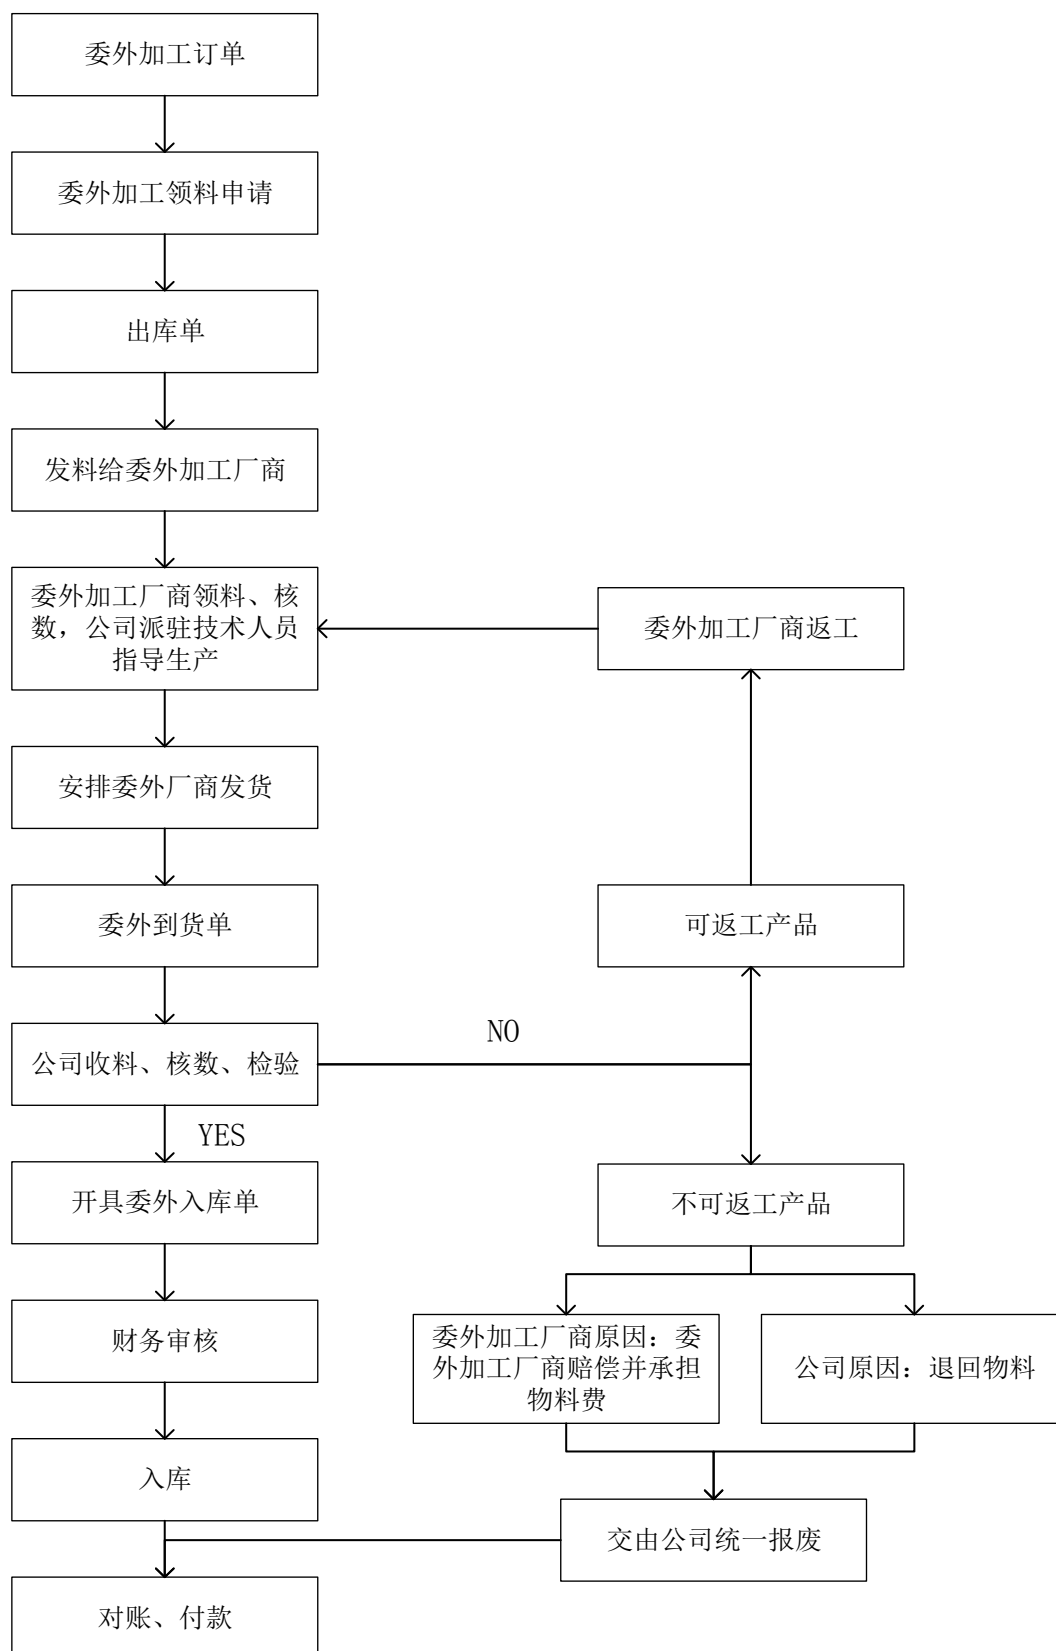 委外加工订单
委外加工领料申请
出库单
发料给委外加工厂商
委外加工厂商领料、核
数，公司派驻技术人员
指导生产
委外加工厂商返工
安排委外厂商发货
委外到货单
可返工产品
NO
公司收料、核数、检验
YES
开具委外入库单
不可返工产品
财务审核
委外加工厂商原因：委
外加工厂商赔偿并承担
物料费
公司原因：退回物料
入库
交由公司统一报废
对账、付款